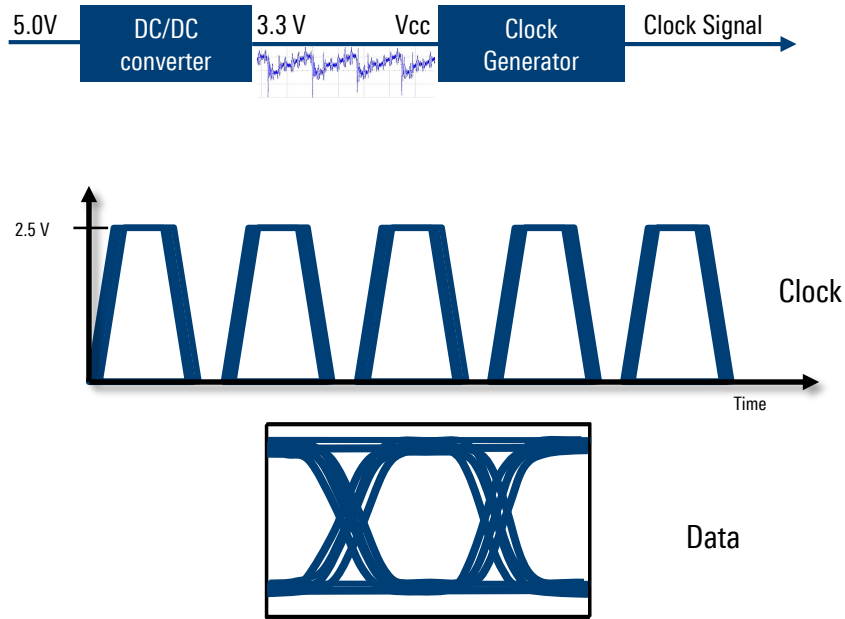 5.0V
DC/DC
converter
3.3 V
Vcc
Clock
Generator
Clock Signal
2.5 V
Clock
Time
Data